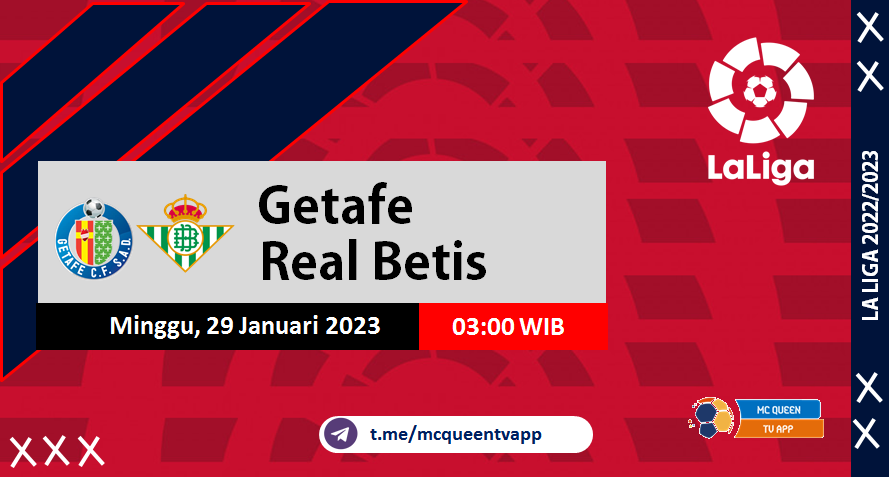 LaLiga
LA LIGA 2022/2023
GETAFE C.F. S.A.D.
Getafe
Real Betis
Minggu, 29 Januari 2023
03:00 WIB
t.me/mcqueentvapp
MC QUEEN
TV APP